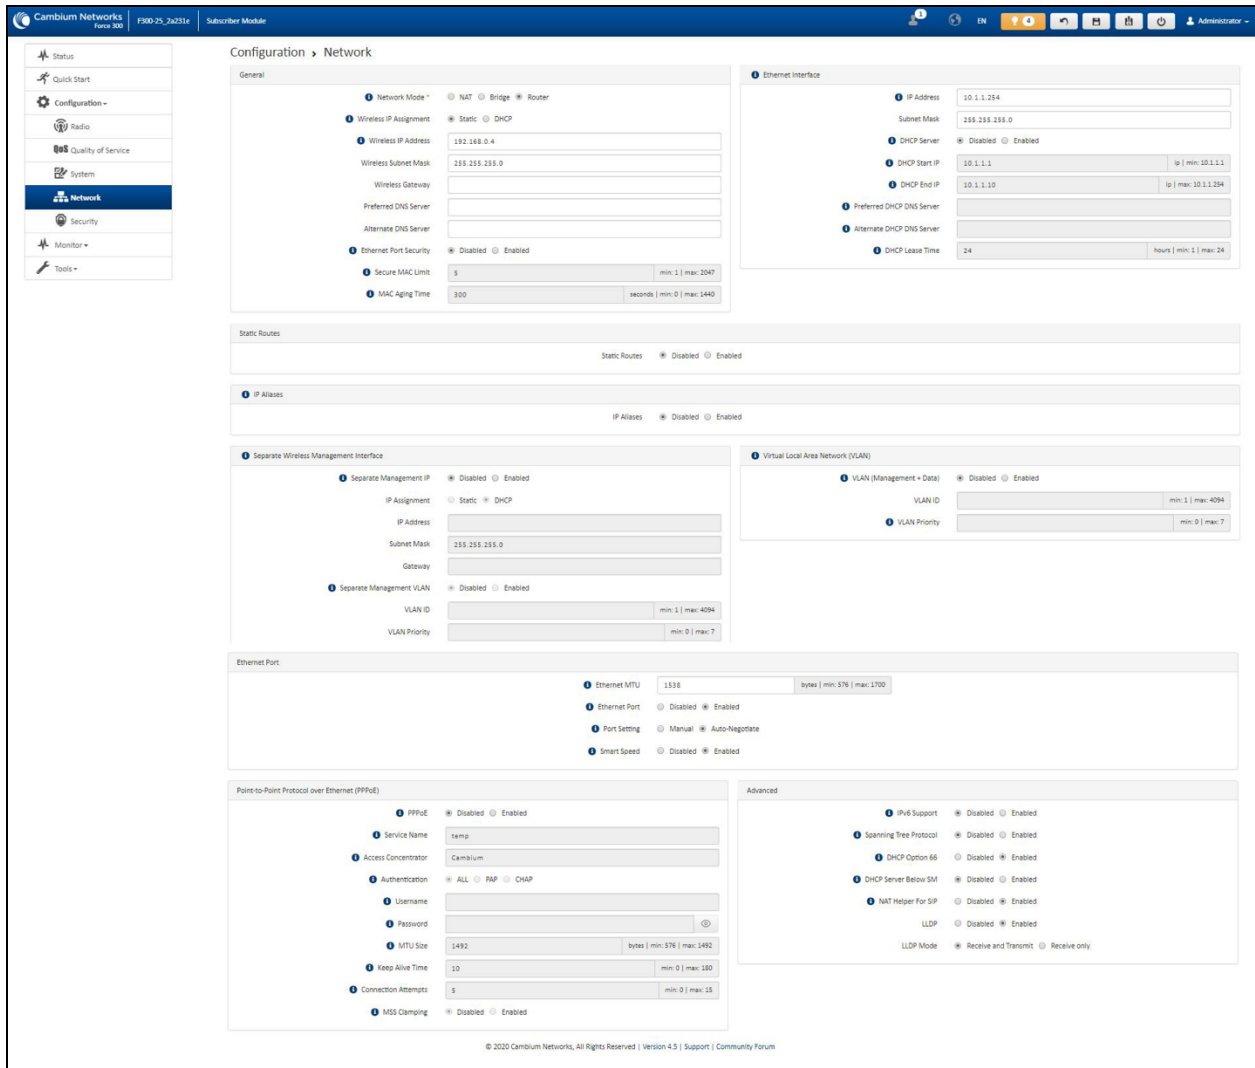 Cambium Networks
Force 300
F300-25_2a231e
Subscriber Module
1
EN
4
Administrator
Status
Quick Start
Configuration
Radio
QoS Quality of Service
System
Network
Security
Monitor
Tools
Configuration > Network
General
Network Mode * NAT Bridge Router
Wireless IP Assignment Static DHCP
Wireless IP Address 192.168.0.4
Wireless Subnet Mask 255.255.255.0
Wireless Gateway
Preferred DNS Server
Alternate DNS Server
Ethernet Port Security Disabled Enabled
Secure MAC Limit 5 min: 1 | max: 2047
MAC Aging Time 300 seconds | min: 0 | max: 1440
Ethernet Interface
IP Address 10.1.1.254
Subnet Mask 255.255.255.0
DHCP Server Disabled Enabled
DHCP Start IP 10.1.1.1 ip | min: 10.1.1.1
DHCP End IP 10.1.1.10 ip | max: 10.1.1.254
Preferred DHCP DNS Server
Alternate DHCP DNS Server
DHCP Lease Time 24 hours | min: 1 | max: 24
Static Routes
Static Routes Disabled Enabled
IP Aliases
IP Aliases Disabled Enabled
Separate Wireless Management Interface
Separate Management IP Disabled Enabled
IP Assignment Static DHCP
IP Address
Subnet Mask 255.255.255.0
Gateway
Separate Management VLAN Disabled Enabled
VLAN ID min: 1 | max: 4094
VLAN Priority min: 0 | max: 7
Virtual Local Area Network (VLAN)
VLAN (Management + Data) Disabled Enabled
VLAN ID min: 1 | max: 4094
VLAN Priority min: 0 | max: 7
Ethernet Port
Ethernet MTU 1538 bytes | min: 576 | max: 1700
Ethernet Port Disabled Enabled
Port Setting Manual Auto-Negotiate
Smart Speed Disabled Enabled
Point-to-Point Protocol over Ethernet (PPPoE)
PPPoE Disabled Enabled
Service Name temp
Access Concentrator Cambium
Authentication ALL PAP CHAP
Username
Password
MTU Size 1492 bytes | min: 576 | max: 1492
Keep Alive Time 10 min: 0 | max: 180
Connection Attempts 5 min: 0 | max: 15
MSS Clamping Disabled Enabled
Advanced
IPv6 Support Disabled Enabled
Spanning Tree Protocol Disabled Enabled
DHCP Option 66 Disabled Enabled
DHCP Server Below SM Disabled Enabled
NAT Helper For SIP Disabled Enabled
LLDP Disabled Enabled
LLDP Mode Receive and Transmit Receive only
© 2020 Cambium Networks, All Rights Reserved | Version 4.5 | Support | Community Forum